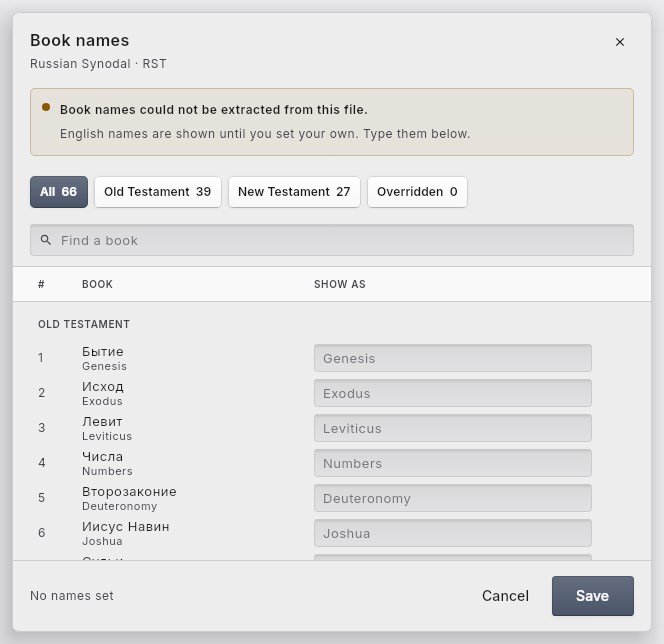 Book names
×
Russian Synodal · RST
Book names could not be extracted from this file.
English names are shown until you set your own. Type them below.
All 66 Old Testament 39 New Testament 27 Overridden 0
Find a book
# BOOK SHOW AS
OLD TESTAMENT
1 Бытие Genesis
Genesis
2 Исход Exodus
Exodus
3 Левит Leviticus
Leviticus
4 Числа Numbers
Numbers
5 Второзаконие Deuteronomy
Deuteronomy
6 Иисус Навин Joshua
Joshua
No names set Cancel Save